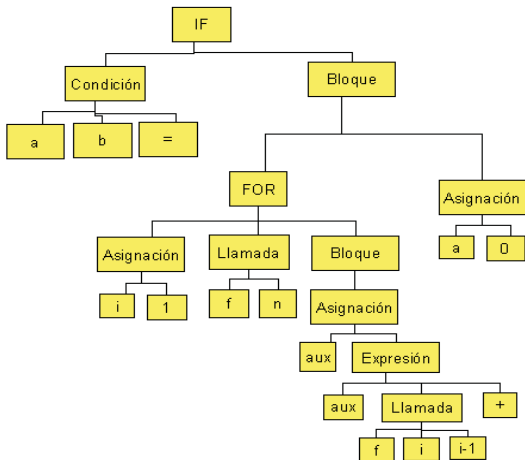 IF
Condición
Bloque
a
b
=
FOR
Asignación
Asignación
Llamada
Bloque
a
0
i
1
f
n
Asignación
aux
Expresión
aux
Llamada
+
f
i
i-1